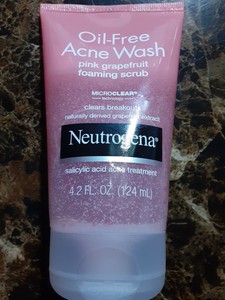 Oil-Free
Acne Wash
pink grapefruit
foaming scrub
MICROCLEAR®
technology
clears breakouts
naturally derived grapefruit extract
Neutrogena®
salicylic acid acne treatment
4.2 FL. OZ. (124 mL)